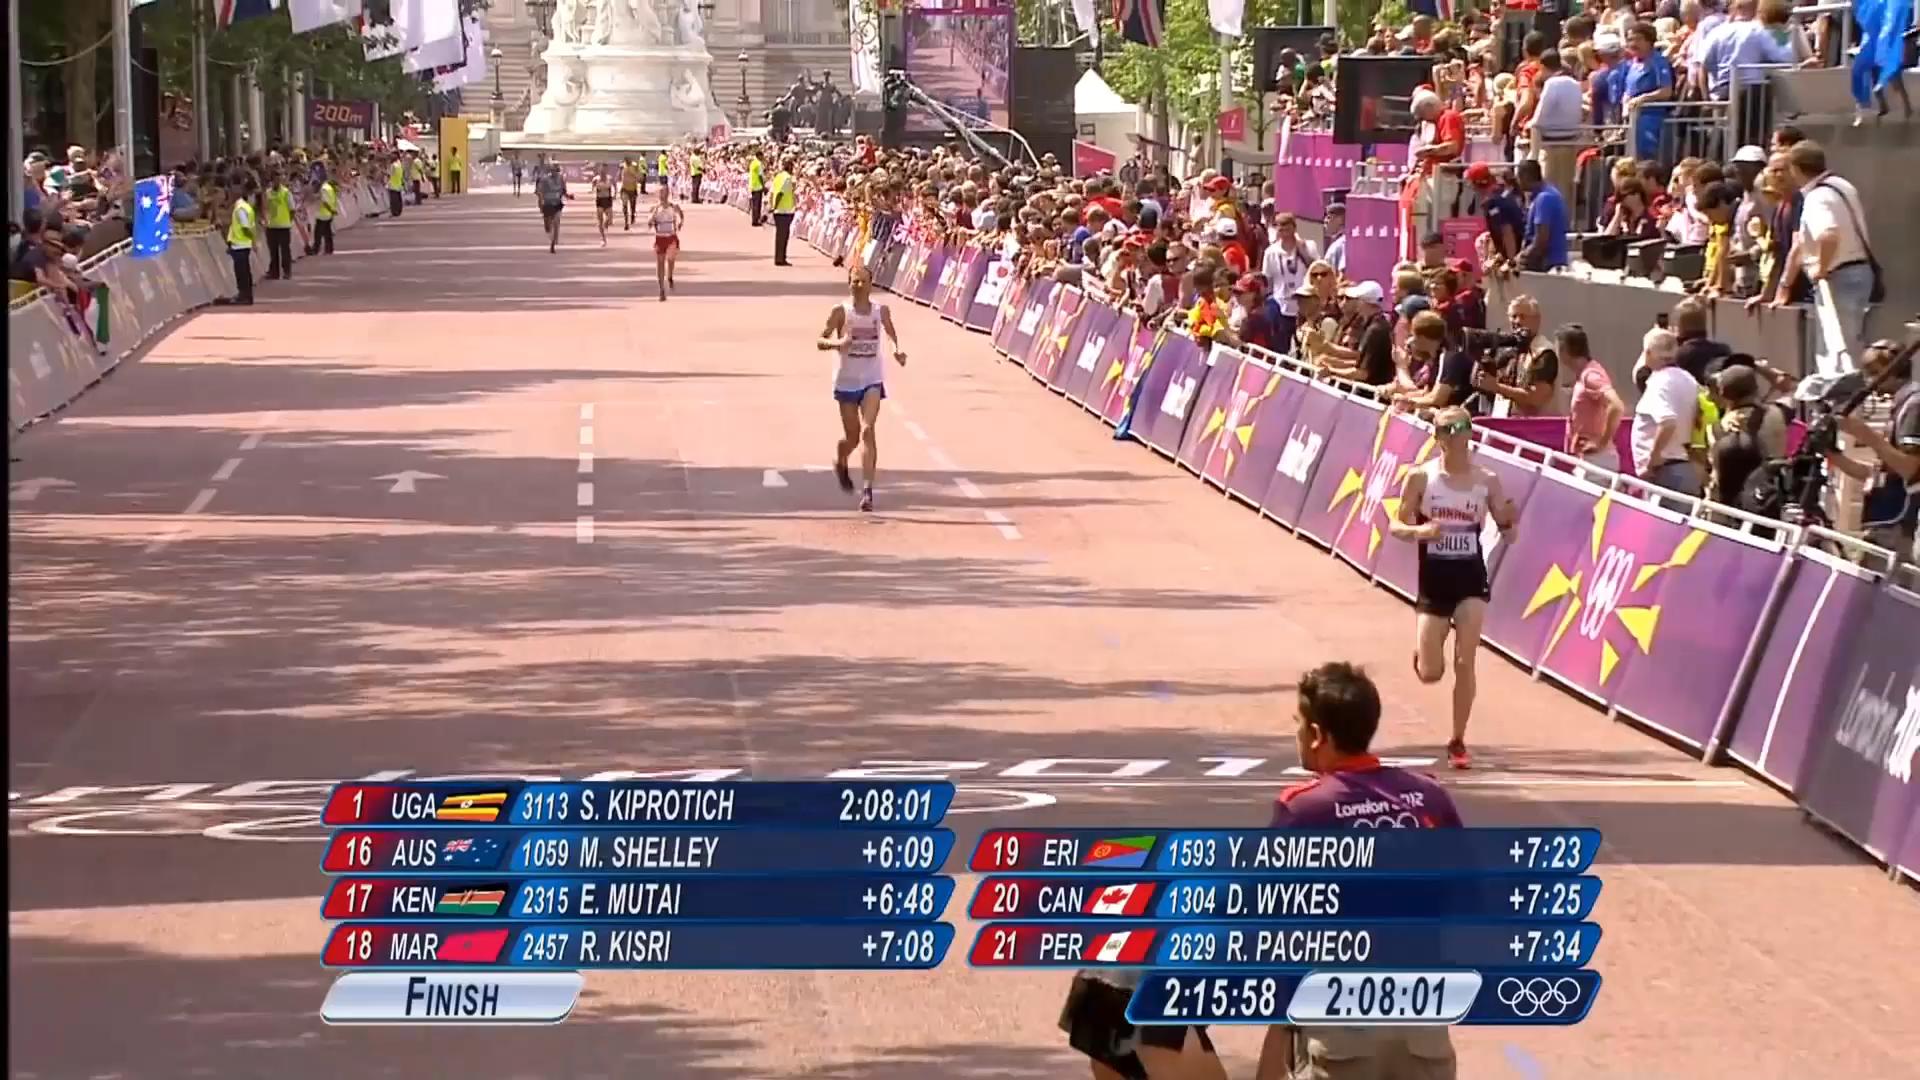 200m
CANADA
GILLIS
London 2012
1 UGA 3113 S. KIPROTICH 2:08:01
16 AUS 1059 M. SHELLEY +6:09
17 KEN 2315 E. MUTAI +6:48
18 MAR 2457 R. KISRI +7:08
19 ERI 1593 Y. ASMEROM +7:23
20 CAN 1304 D. WYKES +7:25
21 PER 2629 R. PACHECO +7:34
FINISH
2:15:58 2:08:01